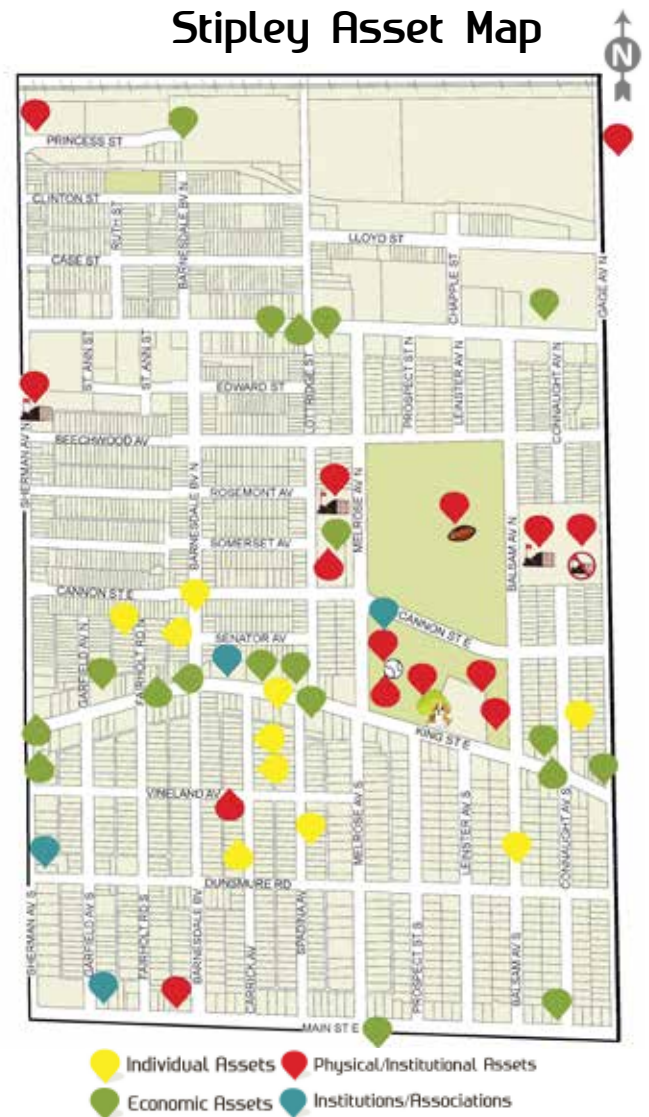 Stipley Asset Map
N
PRINCESS ST
CLINTON ST
RUTH ST
BARNESDALE BV N
LLOYD ST
CASE ST
CHAPPLE ST
GAGE AV N
ST. ANN ST
ST. ANN ST
EDWARD ST
LOTTRIDGE ST
PROSPECT ST N
LEINSTER AV N
CONNAUGHT AV N
SHERMAN AV N
BEECHWOOD AV
BARNESDALE BV N
ROSEMONT AV
MELROSE AV N
SOMERSET AV
BALSAM AV N
CANNON ST E
CANNON ST E
GARFIELD AV N
FAIRHOLT RD N
SENATOR AV
KING ST E
VINELAND AV
MELROSE AV S
LEINSTER AV S
CONNAUGHT AV S
DUNSMURE RD
SHERMAN AV S
GARFIELD AV S
FAIRHOLT RD S
BARNESDALE BV
CARRICK AV
SPADINA AV
PROSPECT ST S
BALSAM AV S
MAIN ST E
Individual Assets
Physical/Institutional Assets
Economic Assets
Institutions/Associations